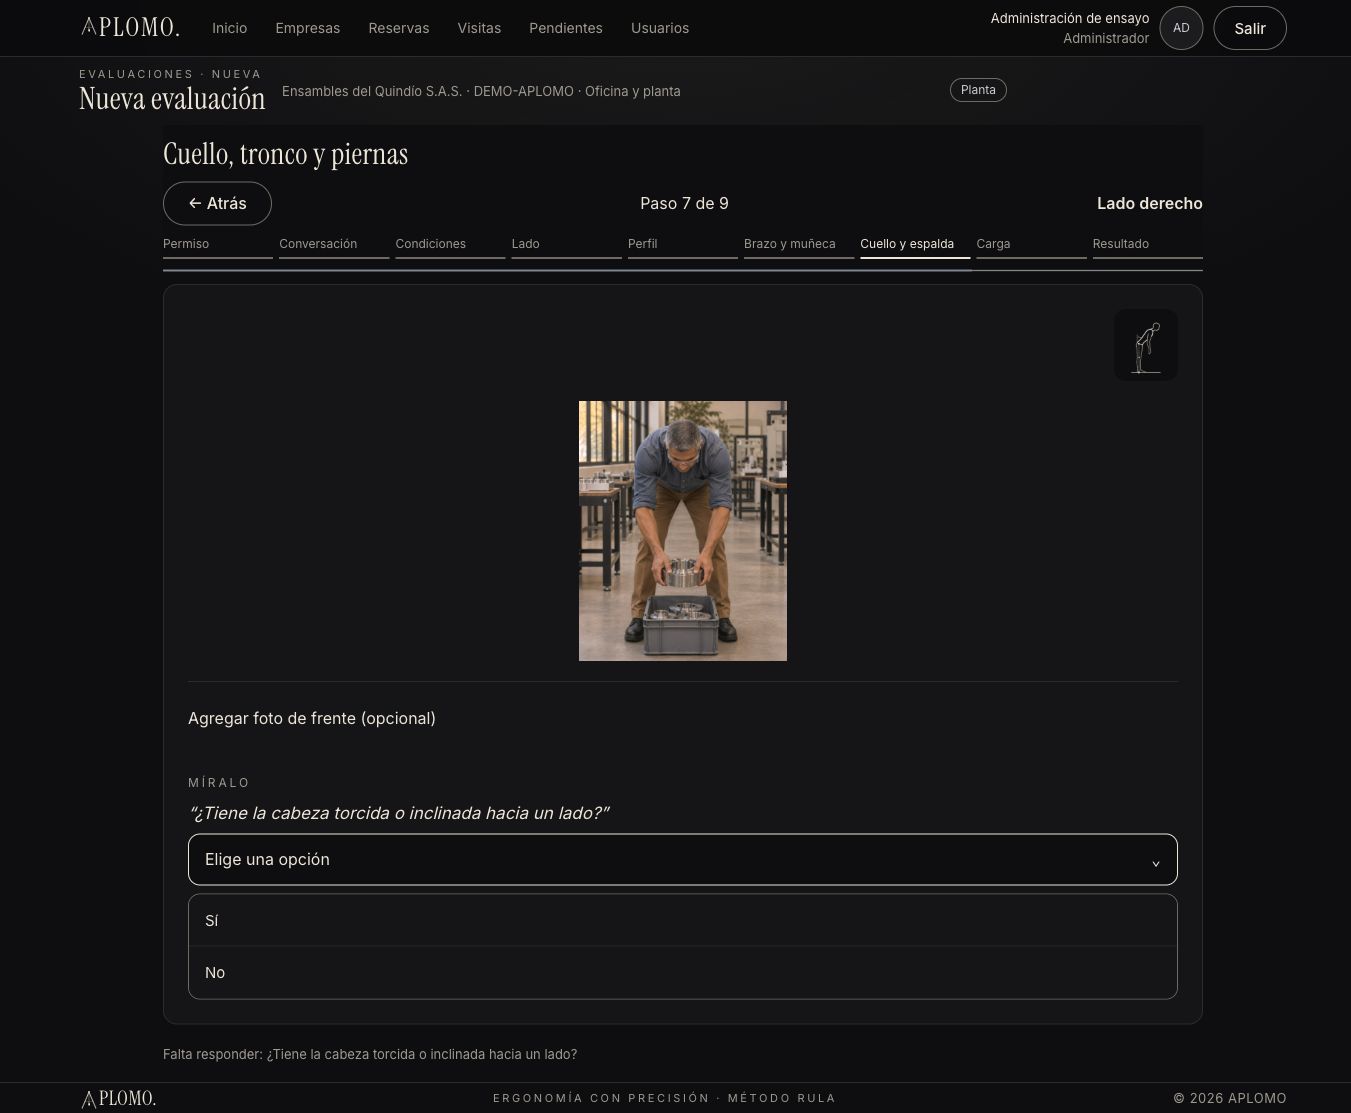 APLOMO.
Inicio
Empresas
Reservas
Visitas
Pendientes
Usuarios
Administración de ensayo
Administrador
AD
Salir
EVALUACIONES · NUEVA
Nueva evaluación
Ensambles del Quindío S.A.S. · DEMO-APLOMO · Oficina y planta
Planta
Cuello, tronco y piernas
← Atrás
Paso 7 de 9
Lado derecho
Permiso
Conversación
Condiciones
Lado
Perfil
Brazo y muñeca
Cuello y espalda
Carga
Resultado
Agregar foto de frente (opcional)
MÍRALO
“¿Tiene la cabeza torcida o inclinada hacia un lado?”
Elige una opción
Sí
No
Falta responder: ¿Tiene la cabeza torcida o inclinada hacia un lado?
APLOMO.
ERGONOMÍA CON PRECISIÓN · MÉTODO RULA
© 2026 APLOMO